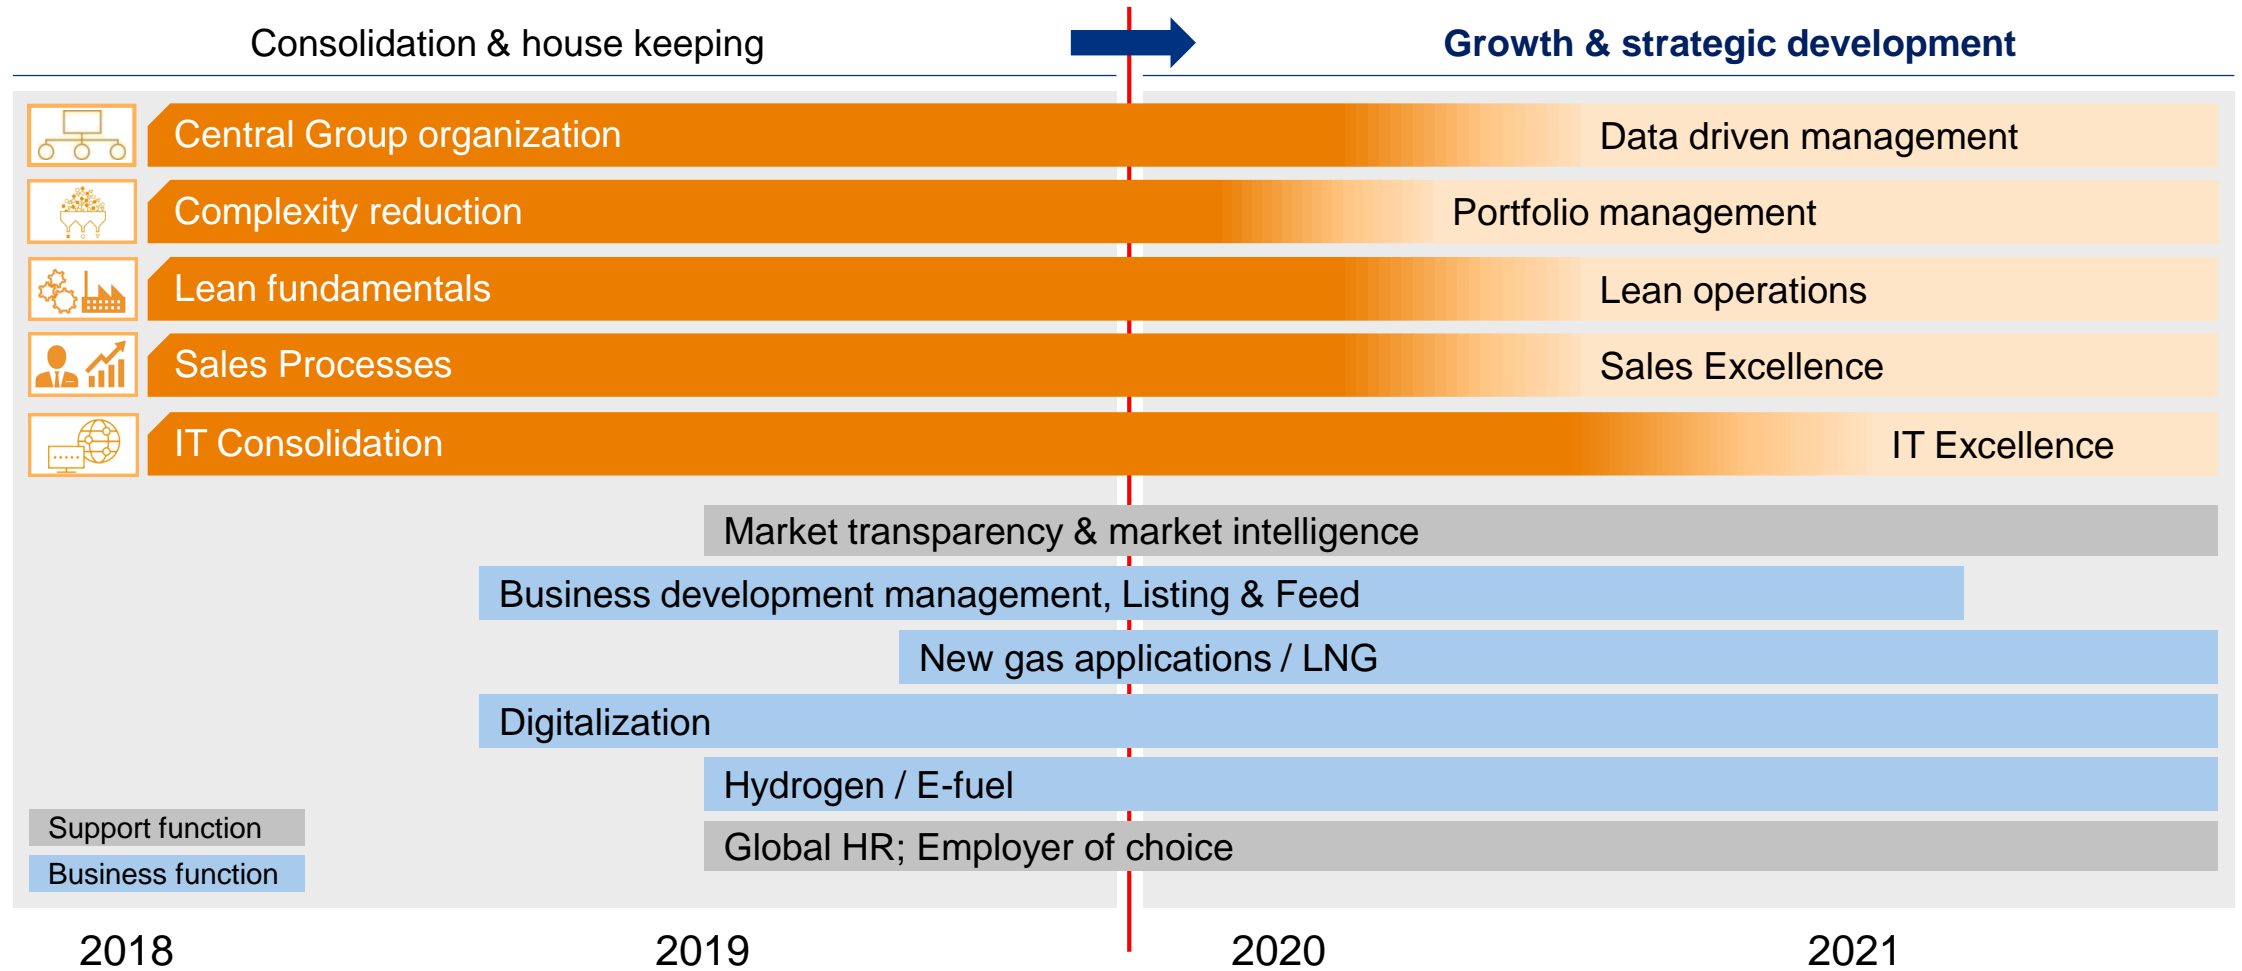 Consolidation & house keeping
Growth & strategic development
Central Group organization
Data driven management
Complexity reduction
Portfolio management
Lean fundamentals
Lean operations
Sales Processes
Sales Excellence
IT Consolidation
IT Excellence
Market transparency & market intelligence
Business development management, Listing & Feed
New gas applications / LNG
Digitalization
Hydrogen / E-fuel
Global HR; Employer of choice
Support function
Business function
2018
2019
2020
2021